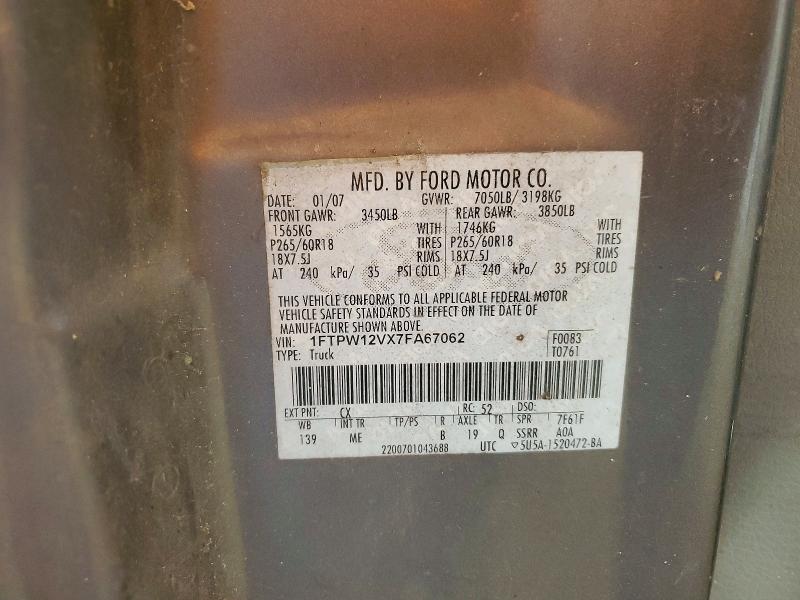 MFD. BY FORD MOTOR CO.
DATE: 01/07 GVWR: 7050LB/ 3198KG
FRONT GAWR: 3450LB REAR GAWR: 3850LB
1565KG WITH 1746KG WITH
P265/60R18 TIRES P265/60R18 TIRES
18X7.5J RIMS 18X7.5J RIMS
AT 240 kPa/ 35 PSI COLD AT 240 kPa/ 35 PSI COLD
THIS VEHICLE CONFORMS TO ALL APPLICABLE FEDERAL MOTOR
VEHICLE SAFETY STANDARDS IN EFFECT ON THE DATE OF
MANUFACTURE SHOWN ABOVE.
VIN: 1FTPW12VX7FA67062 F0083
TYPE: Truck T0761
EXT PNT: CX RC: 52 DSO:
WB INT TR TP/PS R AXLE TR SPR 7F61F
139 ME B 19 Q SSRR A0A
2200701043688 UTC ▽5U5A-1520472-BA